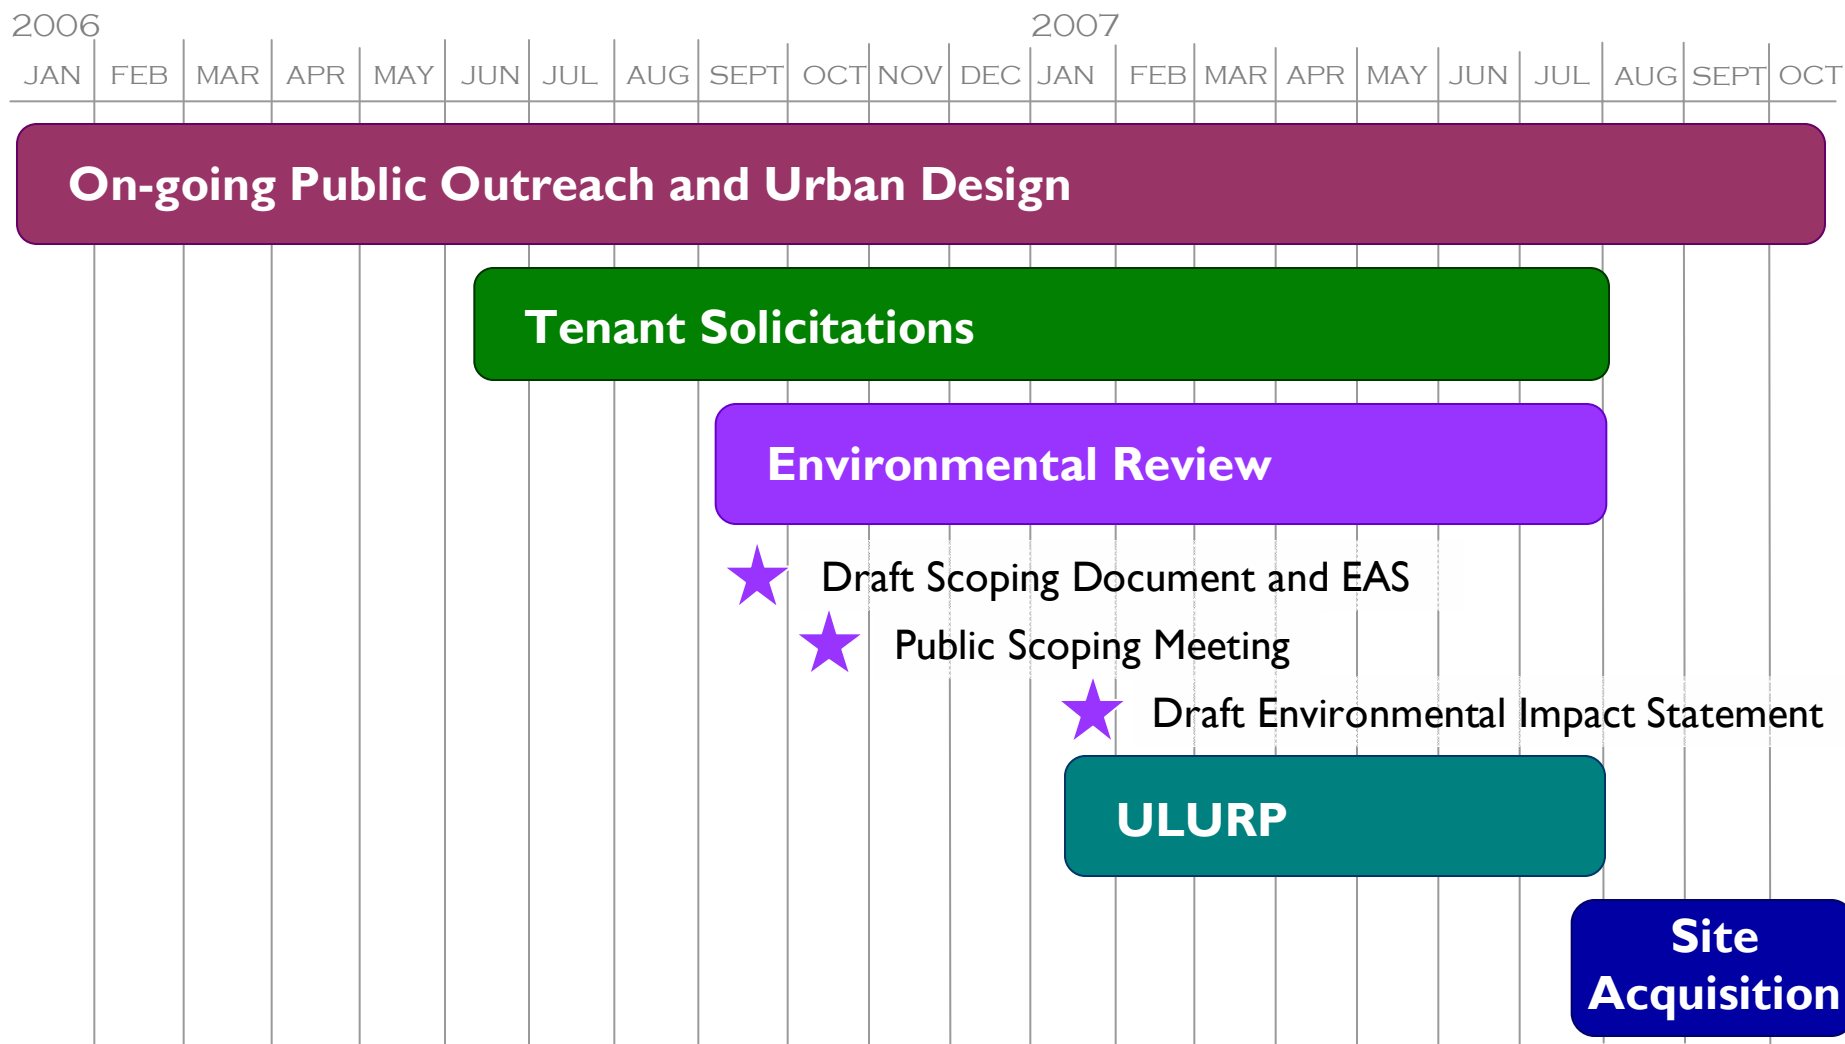 2006 2007
JAN FEB MAR APR MAY JUN JUL AUG SEPT OCT NOV DEC JAN FEB MAR APR MAY JUN JUL AUG SEPT OCT
On-going Public Outreach and Urban Design
Tenant Solicitations
Environmental Review
Draft Scoping Document and EAS
Public Scoping Meeting
Draft Environmental Impact Statement
ULURP
Site
Acquisition